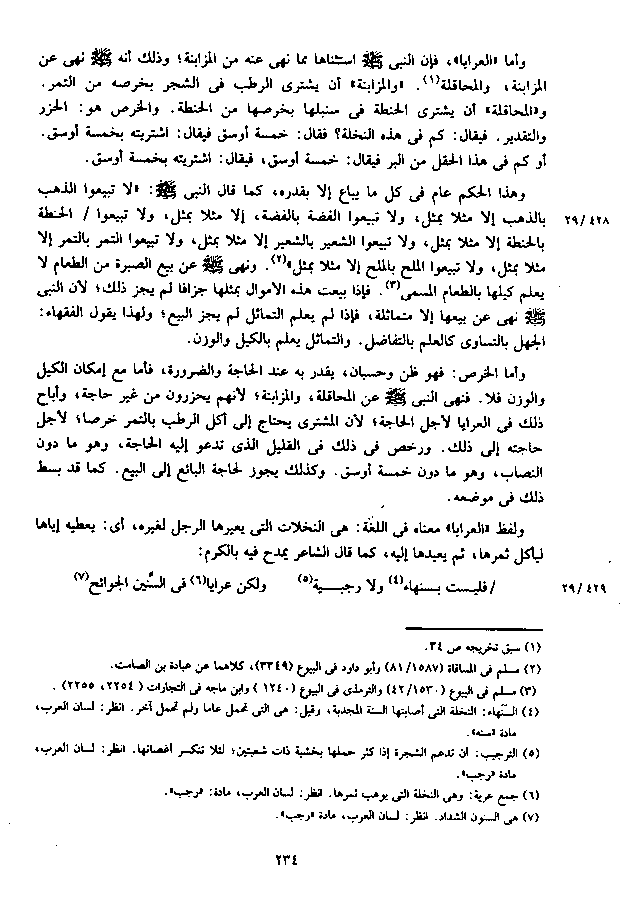 وأما «العرايا»، فإن النبى ﷺ استثناها مما نهى عنه من المزابنة؛ وذلك أنه ﷺ نهى عن
المزابنة، والمحاقلة(١). «والمزابنة» أن يشترى الرطب فى الشجر بخرصه من التمر.
و«المحاقلة» أن يشترى الحنطة فى سنبلها بخرصها من الحنطة. والخرص هو: الحزر
والتقدير. فيقال: كم فى هذه النخلة؟ فقال: خمسة أوسق فيقال: اشتريته بخمسة أوسق.
أو كم فى هذا الحقل من البر فيقال: خمسة أوسق، فيقال: اشتريته بخمسة أوسق.
وهذا الحكم عام فى كل ما يباع إلا بقدره، كما قال النبى ﷺ: «لا تبيعوا الذهب
٢٩/٤٢٨ بالذهب إلا مثلا بمثل، ولا تبيعوا الفضة بالفضة، إلا مثلا بمثل، ولا تبيعوا / الحنطة
بالحنطة إلا مثلا بمثل، ولا تبيعوا الشعير بالشعير إلا مثلا بمثل، ولا تبيعوا التمر بالتمر إلا
مثلا بمثل، ولا تبيعوا الملح بالملح إلا مثلا بمثل»(٢). ونهى ﷺ عن بيع الصبرة من الطعام لا
يعلم كيلها بالطعام المسمى(٣). فإذا بيعت هذه الأموال بمثلها جزافا لم يجز ذلك؛ لأن النبى
ﷺ نهى عن بيعها إلا متماثلة، فإذا لم يعلم التماثل لم يجز البيع؛ ولهذا يقول الفقهاء:
الجهل بالتساوى كالعلم بالتفاضل. والتماثل يعلم بالكيل والوزن.
وأما الخرص: فهو ظن وحسبان، يقدر به عند الحاجة والضرورة، فأما مع إمكان الكيل
والوزن فلا. فنهى النبى ﷺ عن المحاقلة، والمزابنة؛ لأنهم يحزرون من غير حاجة، وأباح
ذلك فى العرايا لأجل الحاجة؛ لأن المشترى يحتاج إلى أكل الرطب بالتمر خرصا؛ لأجل
حاجته إلى ذلك. ورخص فى ذلك فى القليل الذى تدعو إليه الحاجة، وهو ما دون
النصاب، وهو ما دون خمسة أوسق. وكذلك يجوز لحاجة البائع إلى البيع. كما قد بسط
ذلك فى موضعه.
ولفظ «العرايا» معناه فى اللغة: هى النخلات التى يعيرها الرجل لغيره، أى: يعطيه إياها
ليأكل ثمرها، ثم يعيدها إليه، كما قال الشاعر يمدح فيه بالكرم:
٢٩/٤٢٩ / فليست بسنهاء(٤) ولا رجبـية(٥) ولكن عرايا(٦) فى السِّنين الجوائح(٧)
(١) سبق تخريجه ص ٣٤.
(٢) مسلم فى المساقاة (٨١/١٥٨٧) وأبو داود فى البيوع (٣٣٤٩)، كلاهما عن عبادة بن الصامت.
(٣) مسلم فى البيوع (٤٢/١٥٣٠) والترمذى فى البيوع (١٢٤٠) وابن ماجه فى التجارات (٢٢٥٤، ٢٢٥٥) .
(٤) السَّنهاء: النخلة التى أصابتها السنة المجدبة، وقيل: هى التى تحمل عاما ولم تحمل آخر. انظر: لسان العرب،
مادة «سنه».
(٥) الترجيب: أن تدعم الشجرة إذا كثر حملها بخشبة ذات شعبتين؛ لئلا تنكسر أغصانها. انظر: لسان العرب،
مادة «رجب».
(٦) جمع عرية: وهى النخلة التى يوهب ثمرها. انظر: لسان العرب، مادة: «رجب».
(٧) هى السنون الشداد. انظر: لسان العرب، مادة «رجب».
٢٣٤